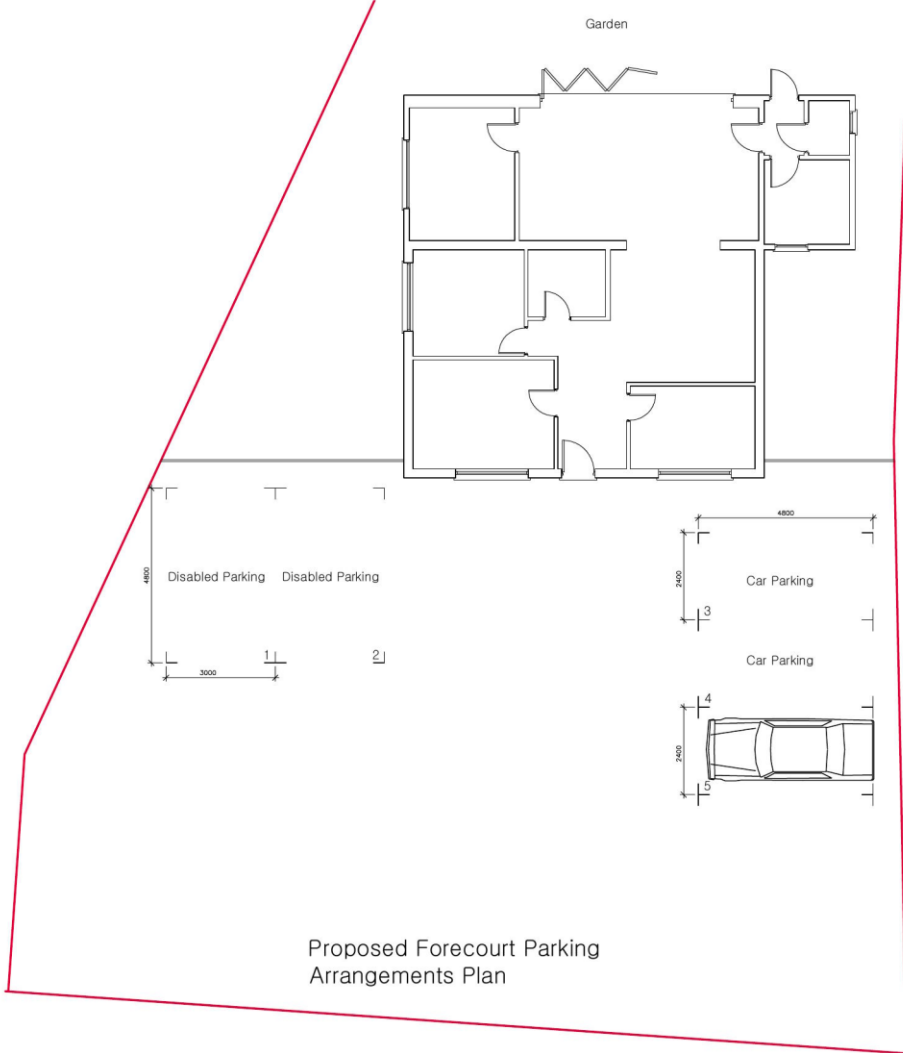 Garden
4800
Disabled Parking
Disabled Parking
1
2
3000
4800
2400
Car Parking
3
Car Parking
4
2400
5
Proposed Forecourt Parking
Arrangements Plan